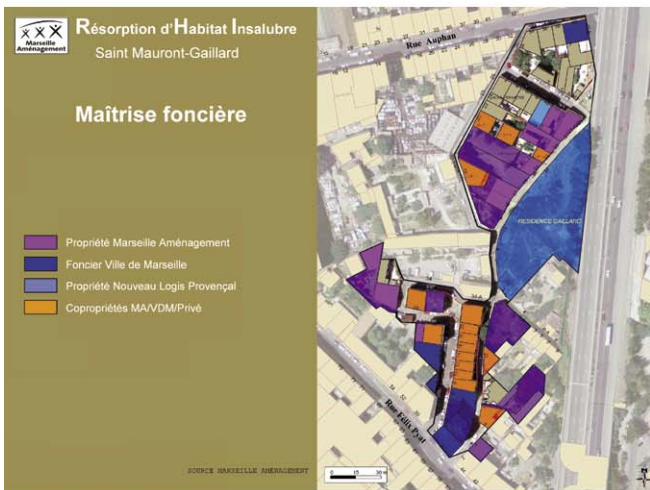 Marseille
Aménagement
Résorption d'Habitat Insalubre
Saint Mauront-Gaillard
Maîtrise foncière
Propriété Marseille Aménagement
Foncier Ville de Marseille
Propriété Nouveau Logis Provençal
Copropriétés MA/VDM/Privé
SOURCE MARSEILLE AMÉNAGEMENT
Rue Auphan
RESIDENCE GAILLARD
Rue Félix Pyat
0 15 30 m
N